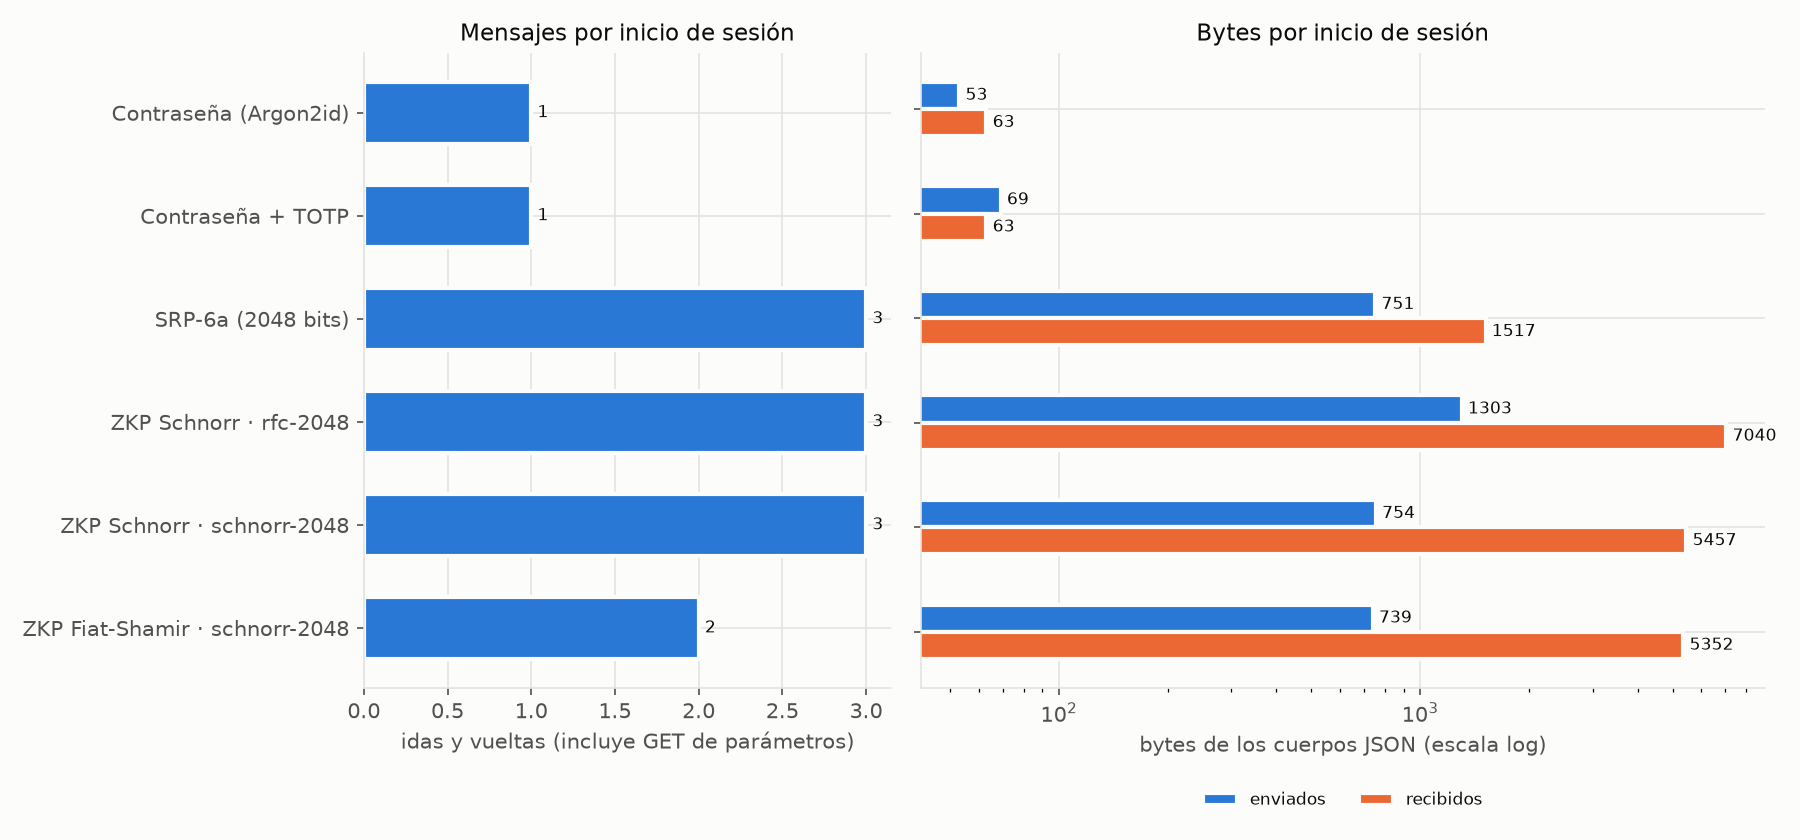 Mensajes por inicio de sesión
Contraseña (Argon2id)
1
Contraseña + TOTP
1
SRP-6a (2048 bits)
3
ZKP Schnorr · rfc-2048
3
ZKP Schnorr · schnorr-2048
3
ZKP Fiat-Shamir · schnorr-2048
2
0.0 0.5 1.0 1.5 2.0 2.5 3.0
idas y vueltas (incluye GET de parámetros)
Bytes por inicio de sesión
53
63
69
63
751
1517
1303
7040
754
5457
739
5352
10² 10³
bytes de los cuerpos JSON (escala log)
enviados recibidos